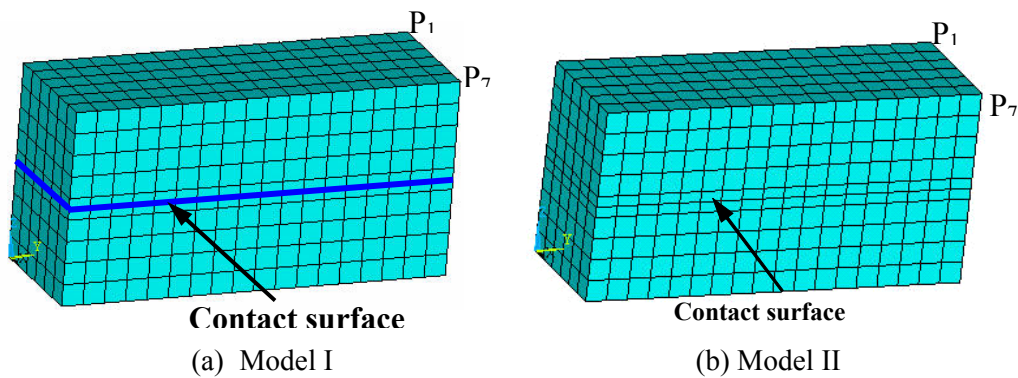 P₁
P₇
Contact surface
(a) Model I
P₁
P₇
Contact surface
(b) Model II
Y
Y